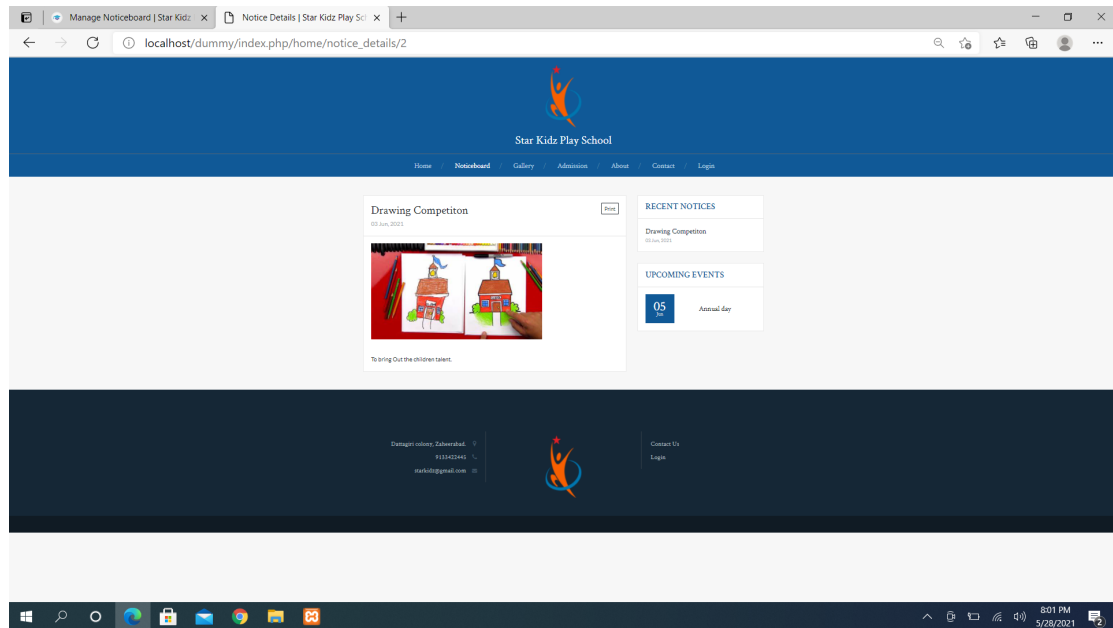 Manage Noticeboard | Star Kidz
Notice Details | Star Kidz Play Sch
localhost/dummy/index.php/home/notice_details/2
Star Kidz Play School
Home / Noticeboard / Gallery / Admission / About / Contact / Login
Drawing Competiton
Print
03 Jun, 2021
To bring Out the children talent.
RECENT NOTICES
Drawing Competiton
03 Jun, 2021
UPCOMING EVENTS
05
Jun
Annual day
Dattagiri colony, Zaheerabad.
9133422445
starkidz@gmail.com
Contact Us
Login
8:01 PM
5/28/2021
2